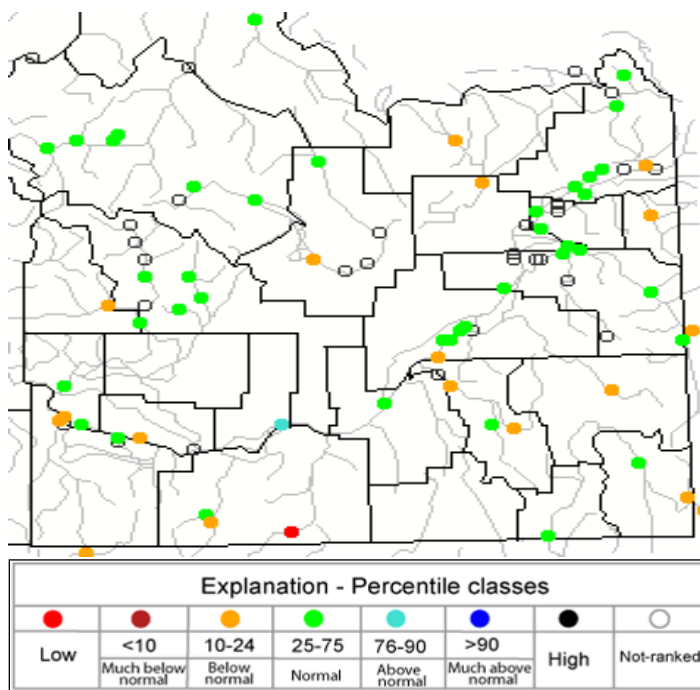 Explanation - Percentile classes
Low <10 10-24 25-75 76-90 >90 High Not-ranked
Much below normal Below normal Normal Above normal Much above normal